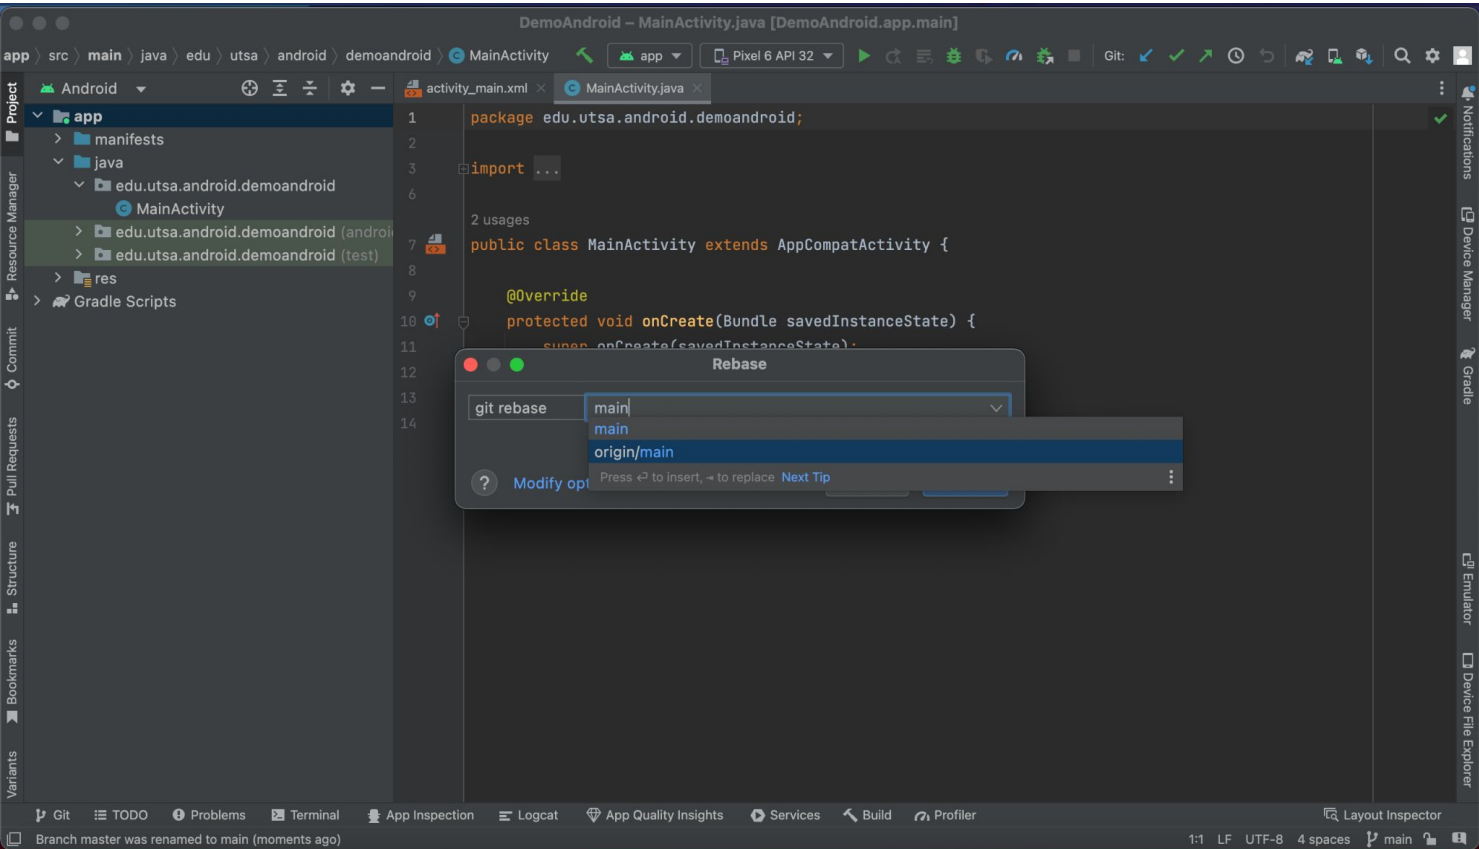 DemoAndroid – MainActivity.java [DemoAndroid.app.main]
app src main java edu utsa android demoandroid MainActivity app Pixel 6 API 32 Git:
Project
Android
app
manifests
java
edu.utsa.android.demoandroid
MainActivity
edu.utsa.android.demoandroid (androi
edu.utsa.android.demoandroid (test)
res
Gradle Scripts
Resource Manager
Commit
Pull Requests
Structure
Bookmarks
Variants
activity_main.xml MainActivity.java
1 package edu.utsa.android.demoandroid;
2
3 import ...
6
2 usages
7 public class MainActivity extends AppCompatActivity {
8
9 @Override
10 protected void onCreate(Bundle savedInstanceState) {
11 super.onCreate(savedInstanceState);
12
13
14
Rebase
git rebase main
main
origin/main
Press ⏎ to insert, ⇥ to replace Next Tip
? Modify opt
Notifications
Device Manager
Gradle
Emulator
Device File Explorer
Git TODO Problems Terminal App Inspection Logcat App Quality Insights Services Build Profiler Layout Inspector
Branch master was renamed to main (moments ago) 1:1 LF UTF-8 4 spaces main